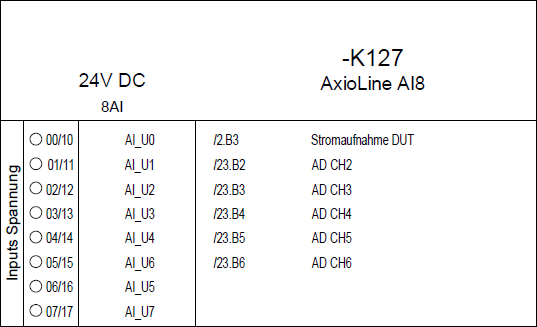 -K127
24V DC
AxioLine AI8
8AI
Inputs Spannung
00/10 AI_U0 /2.B3 Stromaufnahme DUT
01/11 AI_U1 /23.B2 AD CH2
02/12 AI_U2 /23.B3 AD CH3
03/13 AI_U3 /23.B4 AD CH4
04/14 AI_U4 /23.B5 AD CH5
05/15 AI_U6 /23.B6 AD CH6
06/16 AI_U5
07/17 AI_U7